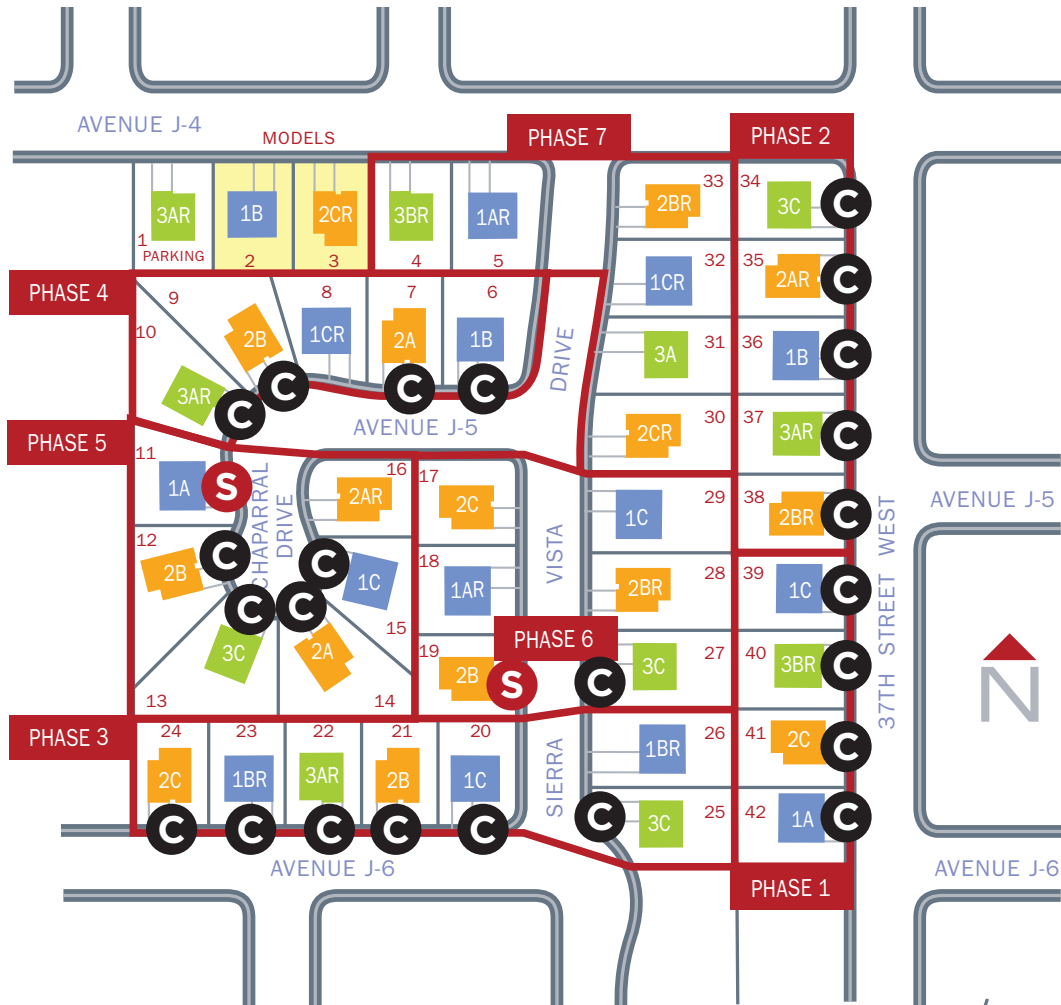 AVENUE J-4
MODELS
PHASE 7
PHASE 2
3AR
1B
2CR
3BR
1AR
2BR
33
34
3C
C
1
PARKING
2
3
4
5
1CR
32
35
2AR
C
PHASE 4
9
8
7
6
10
2B
1CR
2A
1B
3A
31
36
1B
C
DRIVE
3AR
C
C
C
C
AVENUE J-5
2CR
30
37
3AR
C
PHASE 5
11
1A
S
CHAPARRAL
DRIVE
16
2AR
17
2C
1C
29
38
2BR
C
37TH STREET WEST
AVENUE J-5
12
2B
C
C
1C
18
1AR
VISTA
2BR
28
39
1C
C
C
C
3C
2A
15
19
2B
S
PHASE 6
C
3C
27
40
3BR
C
N
13
14
PHASE 3
24
23
22
21
20
2C
1BR
3AR
2B
1C
SIERRA
1BR
26
41
2C
C
C
C
C
C
C
C
3C
25
42
1A
C
AVENUE J-6
AVENUE J-6
PHASE 1